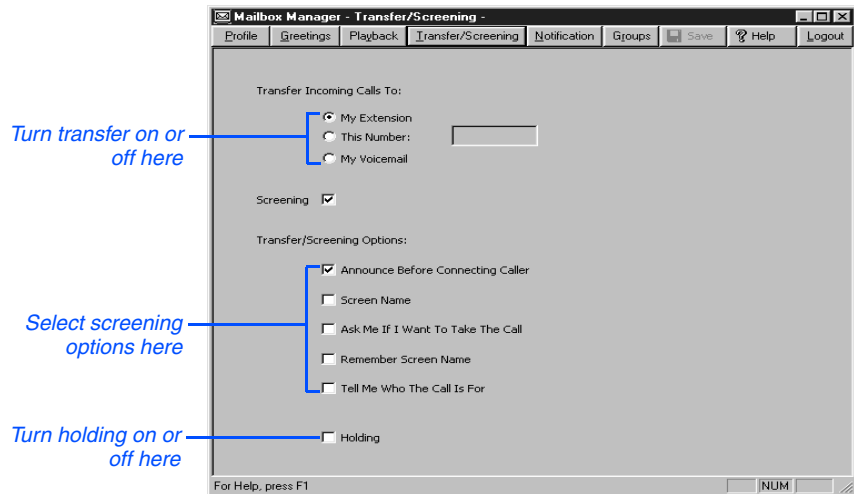 Mailbox Manager - Transfer/Screening -
Profile Greetings Playback Transfer/Screening Notification Groups Save Help Logout
Transfer Incoming Calls To:
My Extension
This Number:
My Voicemail
Turn transfer on or
off here
Screening
Transfer/Screening Options:
Announce Before Connecting Caller
Screen Name
Ask Me If I Want To Take The Call
Remember Screen Name
Tell Me Who The Call Is For
Select screening
options here
Holding
Turn holding on or
off here
For Help, press F1
NUM